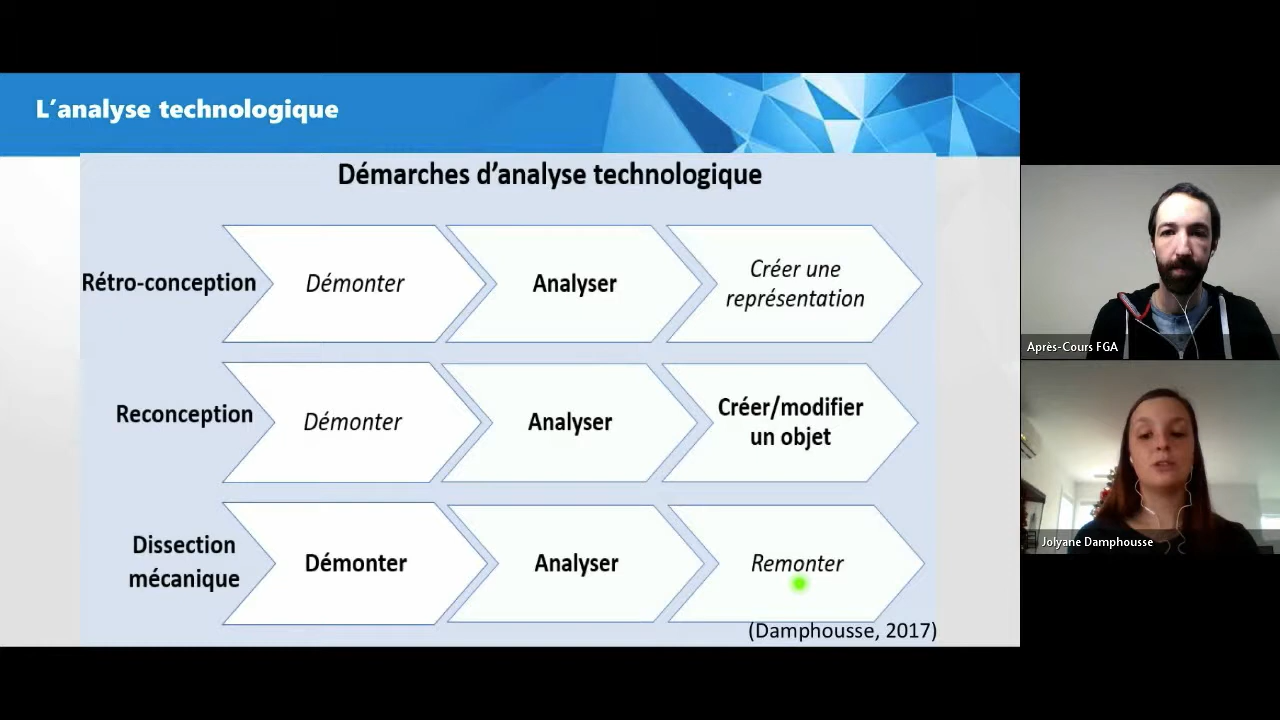 L'analyse technologique
Démarches d'analyse technologique
Rétro-conception
Démonter
Analyser
Créer une
représentation
Reconception
Démonter
Analyser
Créer/modifier
un objet
Dissection
mécanique
Démonter
Analyser
Remonter
(Damphousse, 2017)
Après-Cours FGA
Jolyane Damphousse